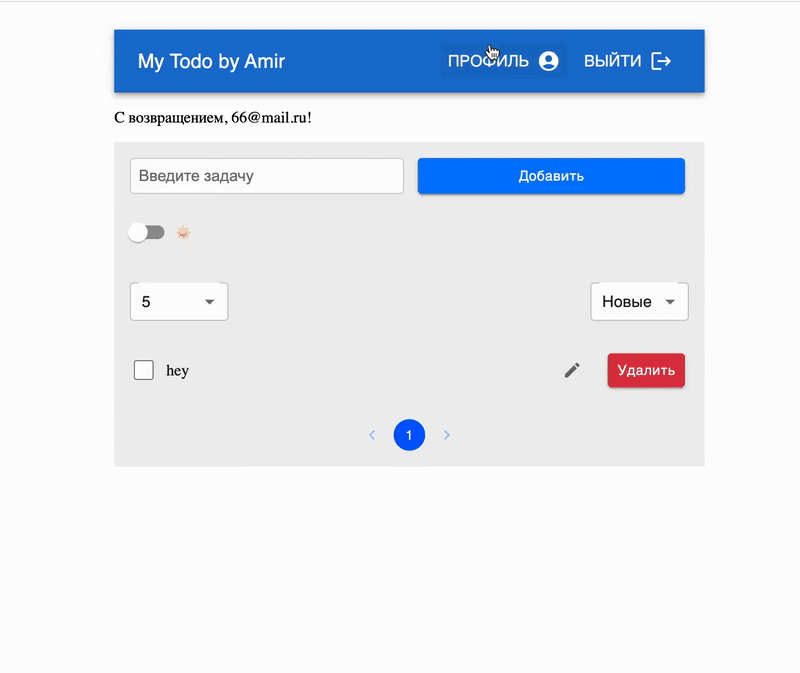 My Todo by Amir ПРОФИЛЬ ВЫЙТИ
С возвращением, 66@mail.ru!
Введите задачу Добавить
5 Новые
hey Удалить
1